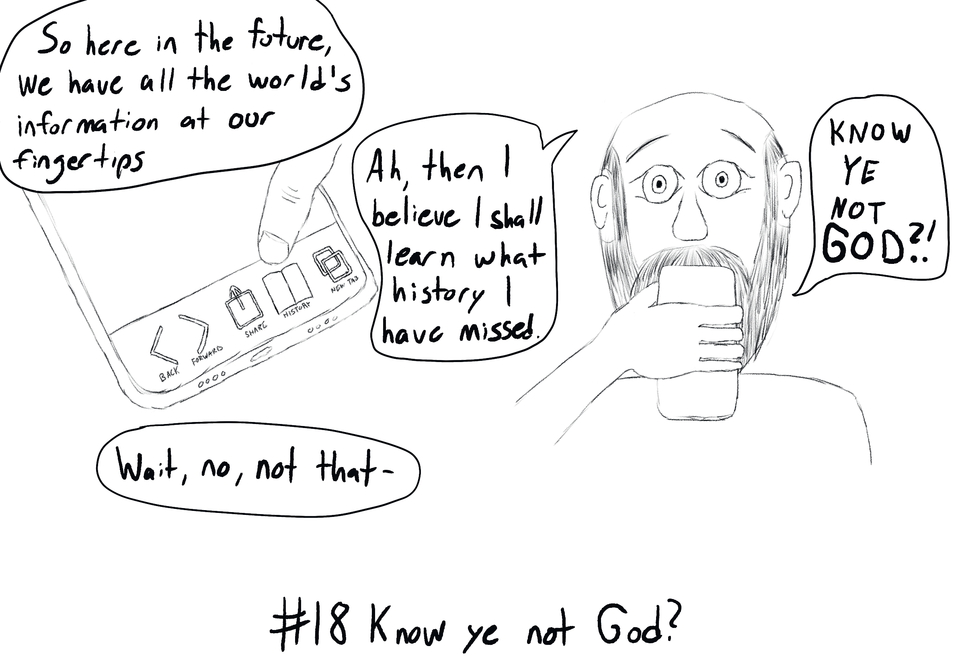 So here in the future,
we have all the world's
information at our
fingertips
Ah, then I
believe I shall
learn what
history I
have missed.
KNOW
YE
NOT
GOD?!
BACK
FORWARD
SHARE
HISTORY
NEW TAB
Wait, no, not that-
#18 Know ye not God?